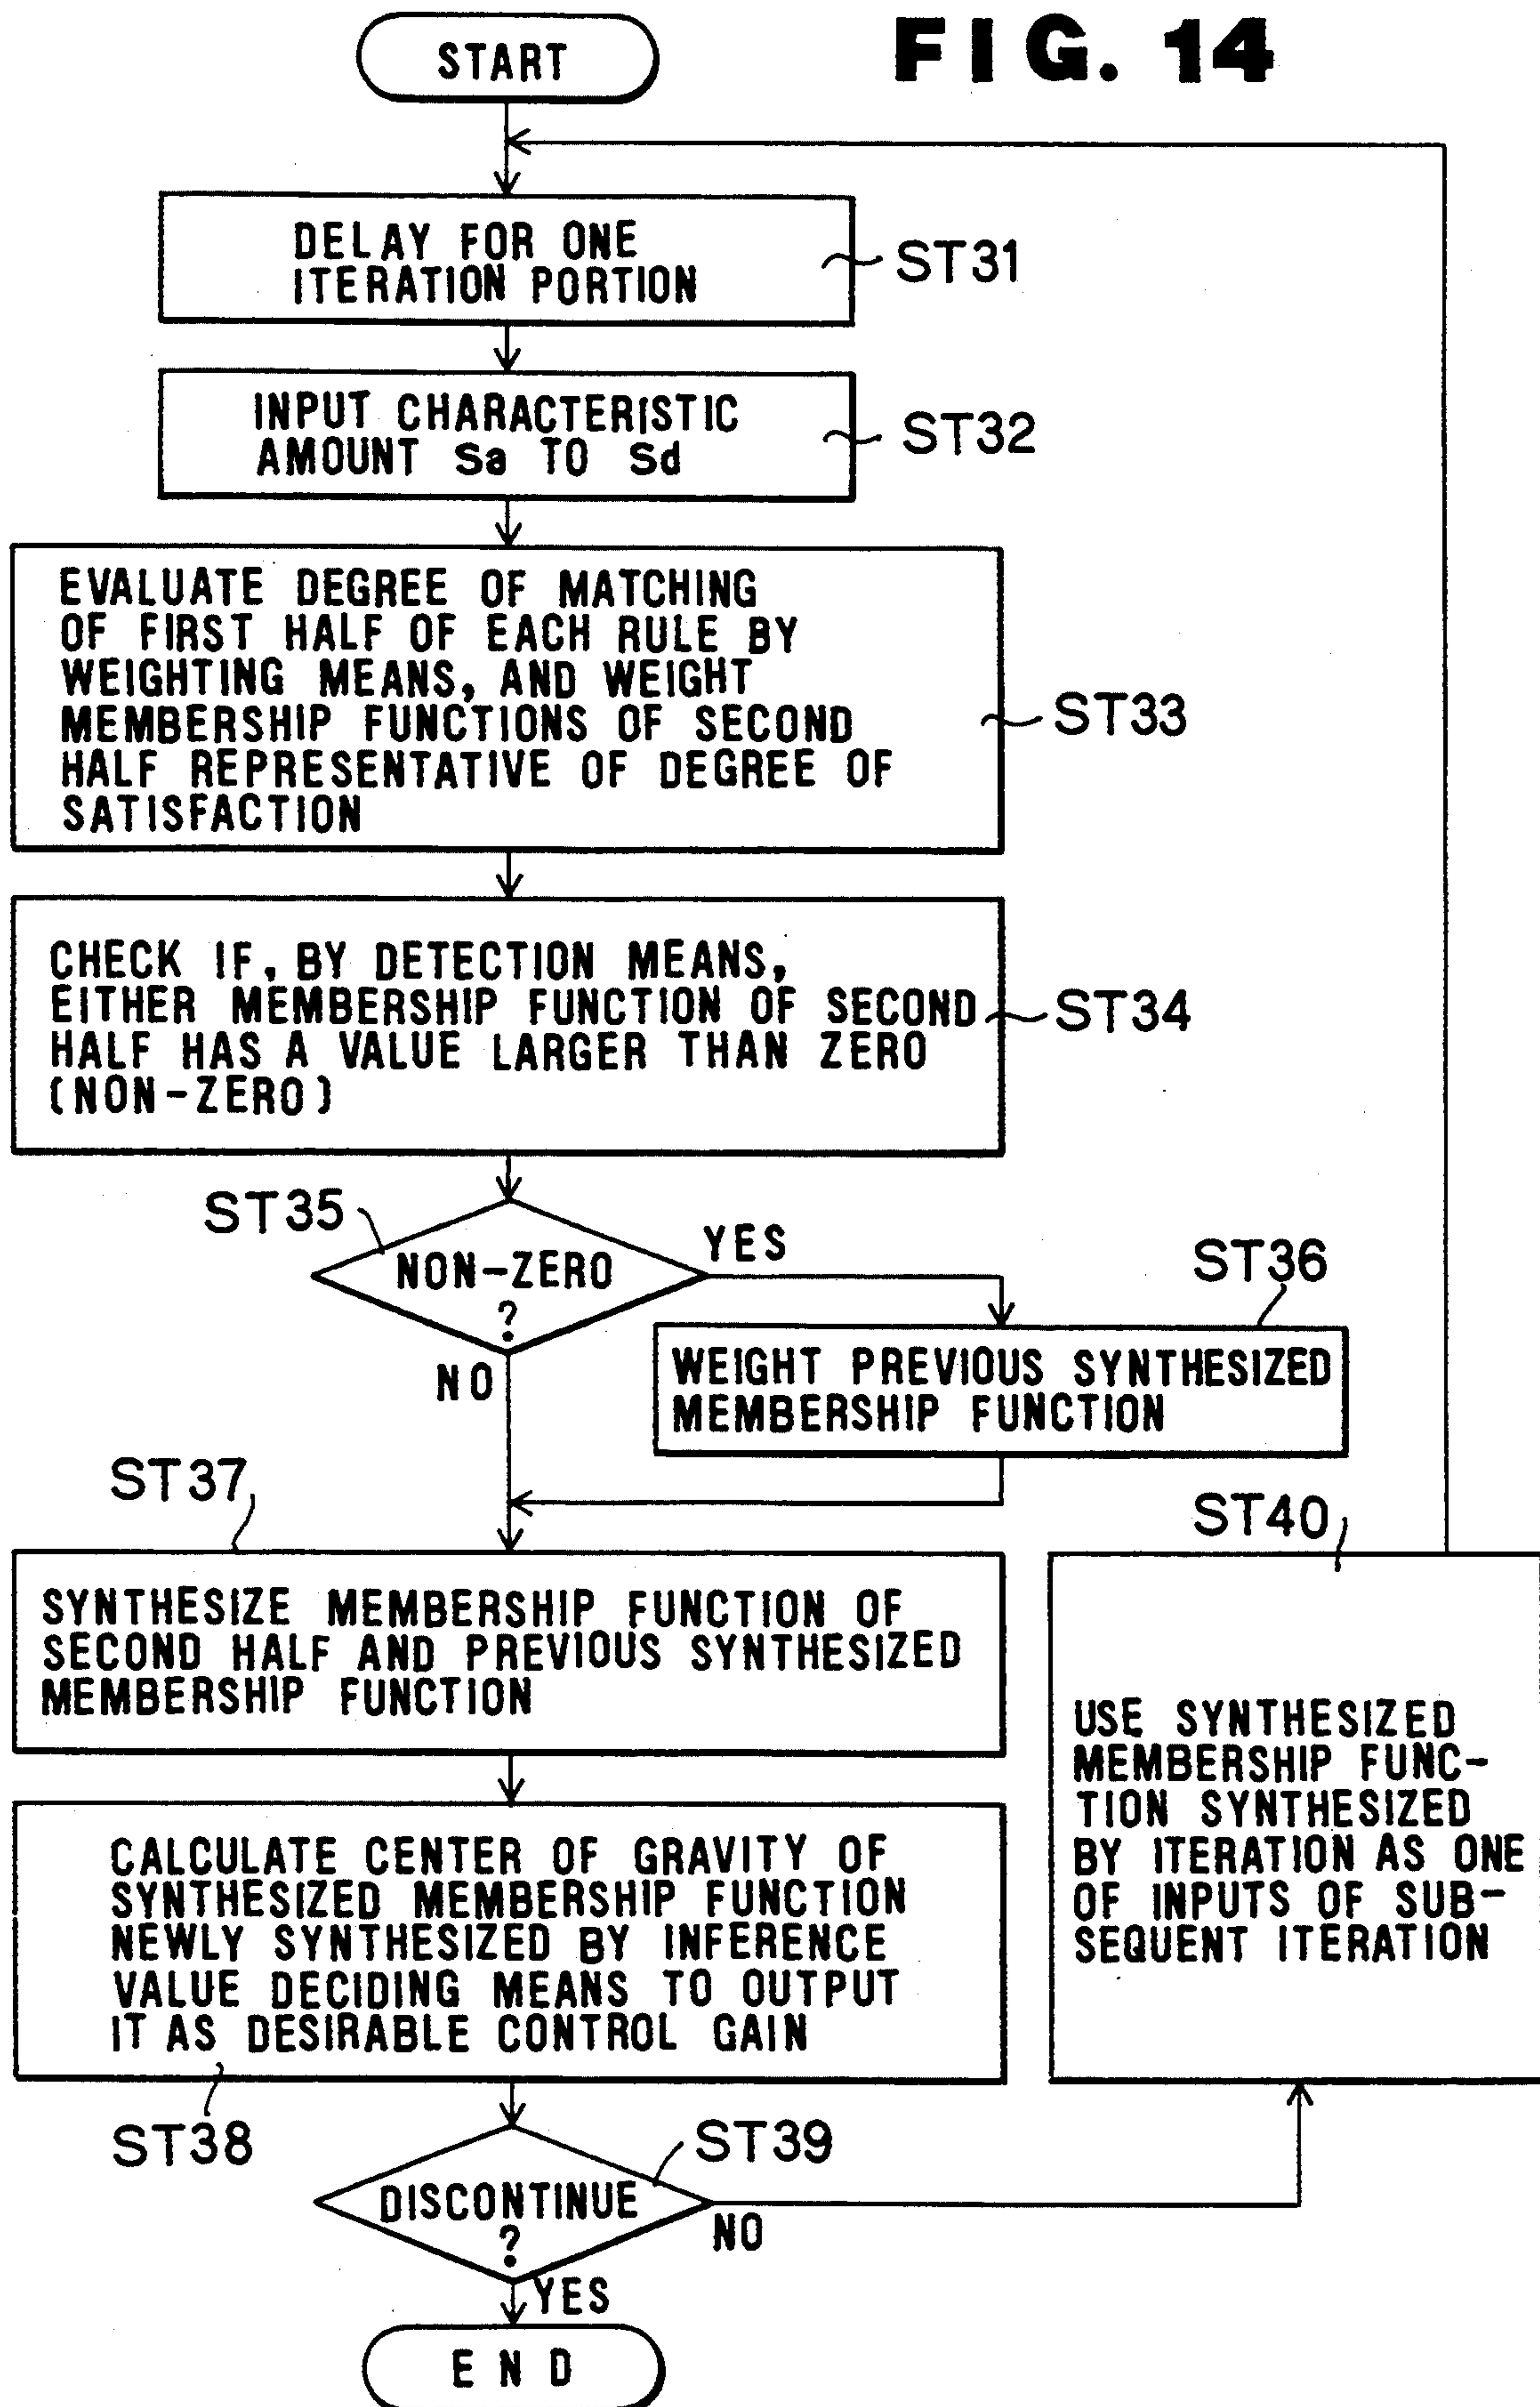 FIG. 14
START
DELAY FOR ONE
ITERATION PORTION
ST31
INPUT CHARACTERISTIC
AMOUNT Sa TO Sd
ST32
EVALUATE DEGREE OF MATCHING
OF FIRST HALF OF EACH RULE BY
WEIGHTING MEANS, AND WEIGHT
MEMBERSHIP FUNCTIONS OF SECOND
HALF REPRESENTATIVE OF DEGREE OF
SATISFACTION
ST33
CHECK IF, BY DETECTION MEANS,
EITHER MEMBERSHIP FUNCTION OF SECOND
HALF HAS A VALUE LARGER THAN ZERO
(NON-ZERO)
ST34
ST35
NON-ZERO
?
YES
NO
ST36
WEIGHT PREVIOUS SYNTHESIZED
MEMBERSHIP FUNCTION
ST37
SYNTHESIZE MEMBERSHIP FUNCTION OF
SECOND HALF AND PREVIOUS SYNTHESIZED
MEMBERSHIP FUNCTION
ST40
USE SYNTHESIZED
MEMBERSHIP FUNC-
TION SYNTHESIZED
BY ITERATION AS ONE
OF INPUTS OF SUB-
SEQUENT ITERATION
CALCULATE CENTER OF GRAVITY OF
SYNTHESIZED MEMBERSHIP FUNCTION
NEWLY SYNTHESIZED BY INFERENCE
VALUE DECIDING MEANS TO OUTPUT
IT AS DESIRABLE CONTROL GAIN
ST38
ST39
DISCONTINUE
?
NO
YES
END